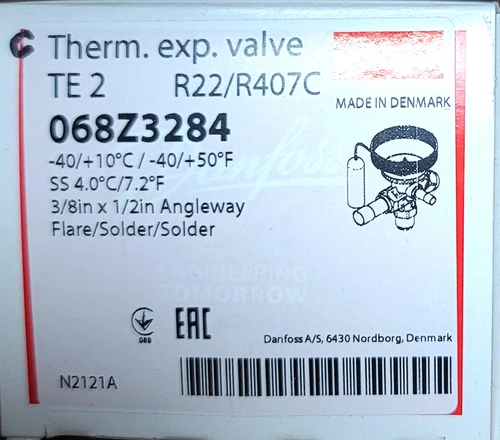 Therm. exp. valve
TE 2 R22/R407C
MADE IN DENMARK
068Z3284
-40/+10°C / -40/+50°F
SS 4.0°C/7.2°F
3/8in x 1/2in Angleway
Flare/Solder/Solder
Danfoss
ENGINEERING
TOMORROW
089
EAC
Danfoss A/S, 6430 Nordborg, Denmark
N2121A